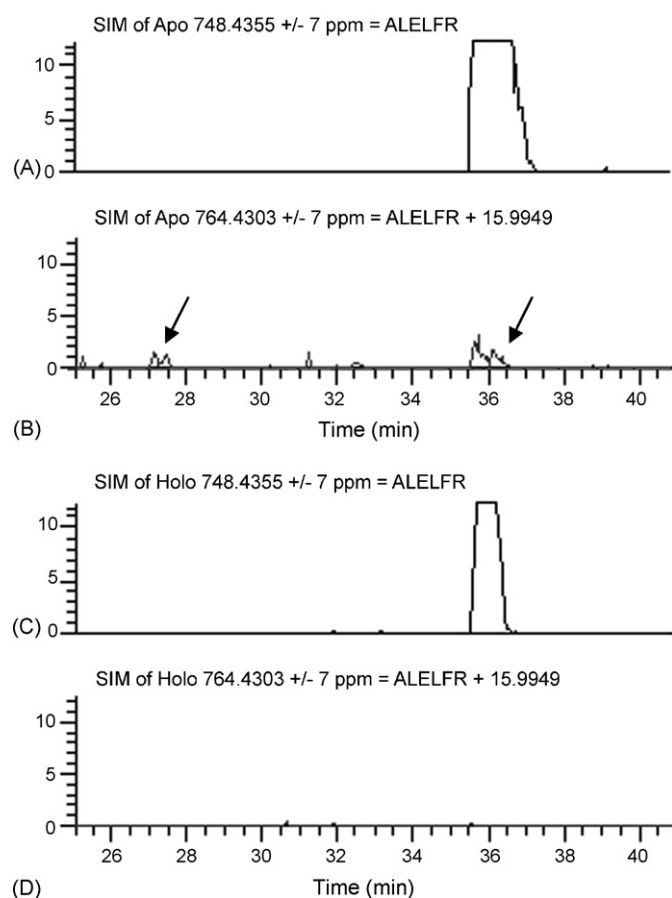 SIM of Apo 748.4355 +/- 7 ppm = ALELFR
10
5
0
(A)
SIM of Apo 764.4303 +/- 7 ppm = ALELFR + 15.9949
10
5
0
26 28 30 32 34 36 38 40
(B)
Time (min)
SIM of Holo 748.4355 +/- 7 ppm = ALELFR
10
5
0
(C)
SIM of Holo 764.4303 +/- 7 ppm = ALELFR + 15.9949
10
5
0
26 28 30 32 34 36 38 40
(D)
Time (min)